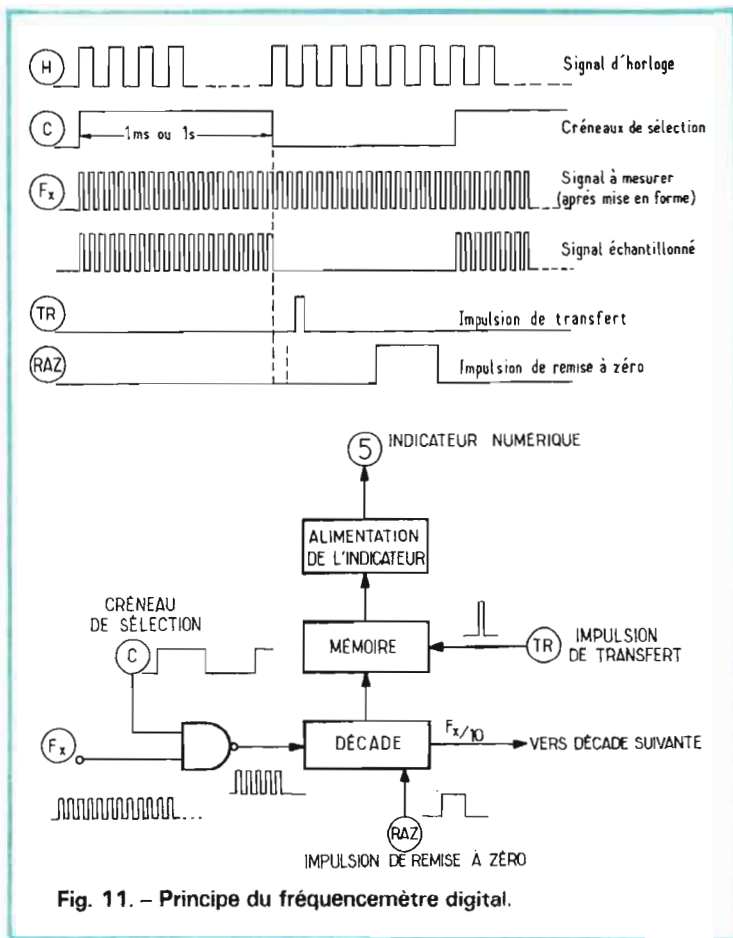 H
Signal d'horloge
C
1ms ou 1s
Créneaux de sélection
Fx
Signal à mesurer
(après mise en forme)
Signal échantillonné
TR
Impulsion de transfert
RAZ
Impulsion de remise à zéro
5 INDICATEUR NUMÉRIQUE
ALIMENTATION
DE L'INDICATEUR
CRÉNEAU
DE SÉLECTION
C
MÉMOIRE
TR
IMPULSION
DE TRANSFERT
Fx
DÉCADE
Fx/10
VERS DÉCADE SUIVANTE
RAZ
IMPULSION DE REMISE À ZÉRO
Fig. 11. – Principe du fréquencemètre digital.